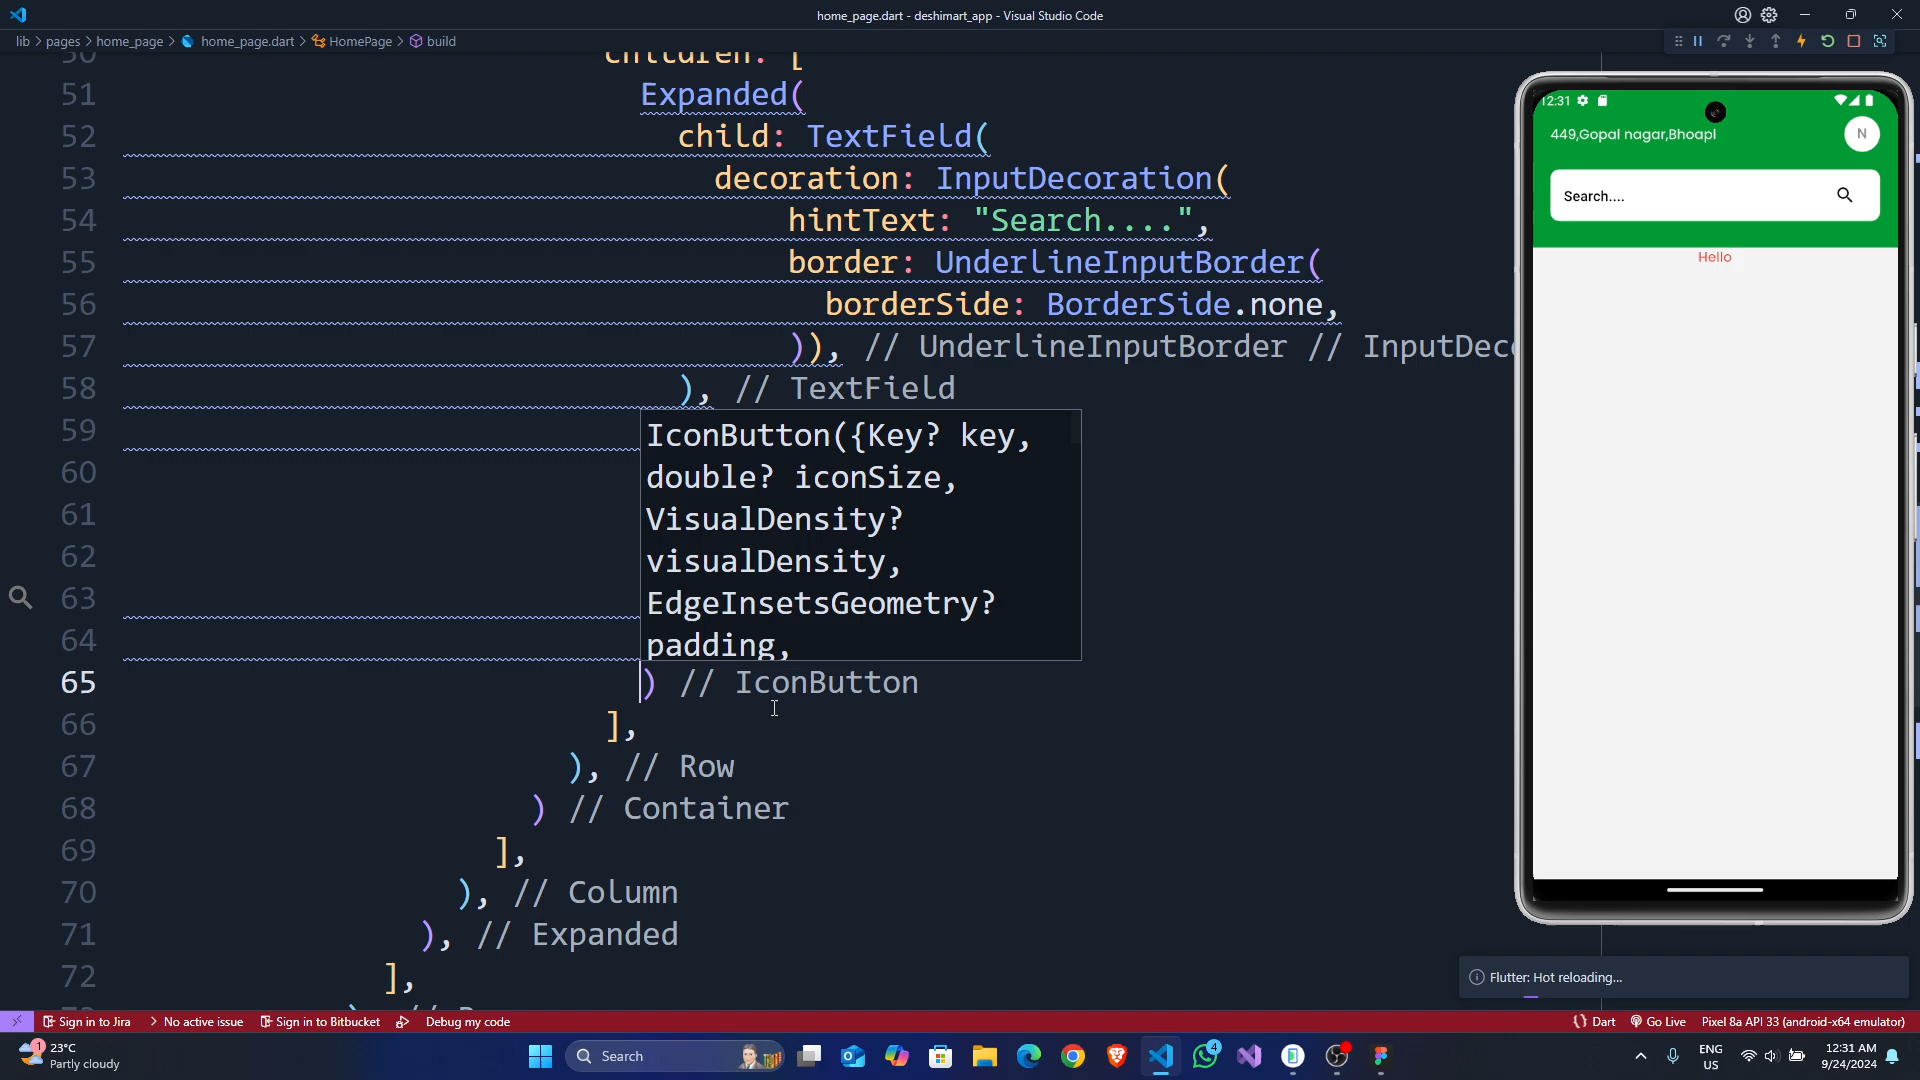 home_page.dart - deshimart_app - Visual Studio Code
lib > pages > home_page > home_page.dart > HomePage > build
50 children: [
51 Expanded(
52 child: TextField(
53 decoration: InputDecoration(
54 hintText: "Search....",
55 border: UnderlineInputBorder(
56 borderSide: BorderSide.none,
57 )), // UnderlineInputBorder // InputDeco
58 ), // TextField
59
60
61
62
63
64
IconButton({Key? key,
double? iconSize,
VisualDensity?
visualDensity,
EdgeInsetsGeometry?
padding,
65 ) // IconButton
66 ],
67 ), // Row
68 ) // Container
69 ],
70 ), // Column
71 ), // Expanded
72 ],
12:31
449,Gopal nagar,Bhoapl
N
Search....
Hello
Flutter: Hot reloading...
Sign in to Jira
No active issue
Sign in to Bitbucket
Debug my code
Dart
Go Live
Pixel 8a API 33 (android-x64 emulator)
1
23°C
Partly cloudy
Search
4
ENG
US
12:31 AM
9/24/2024